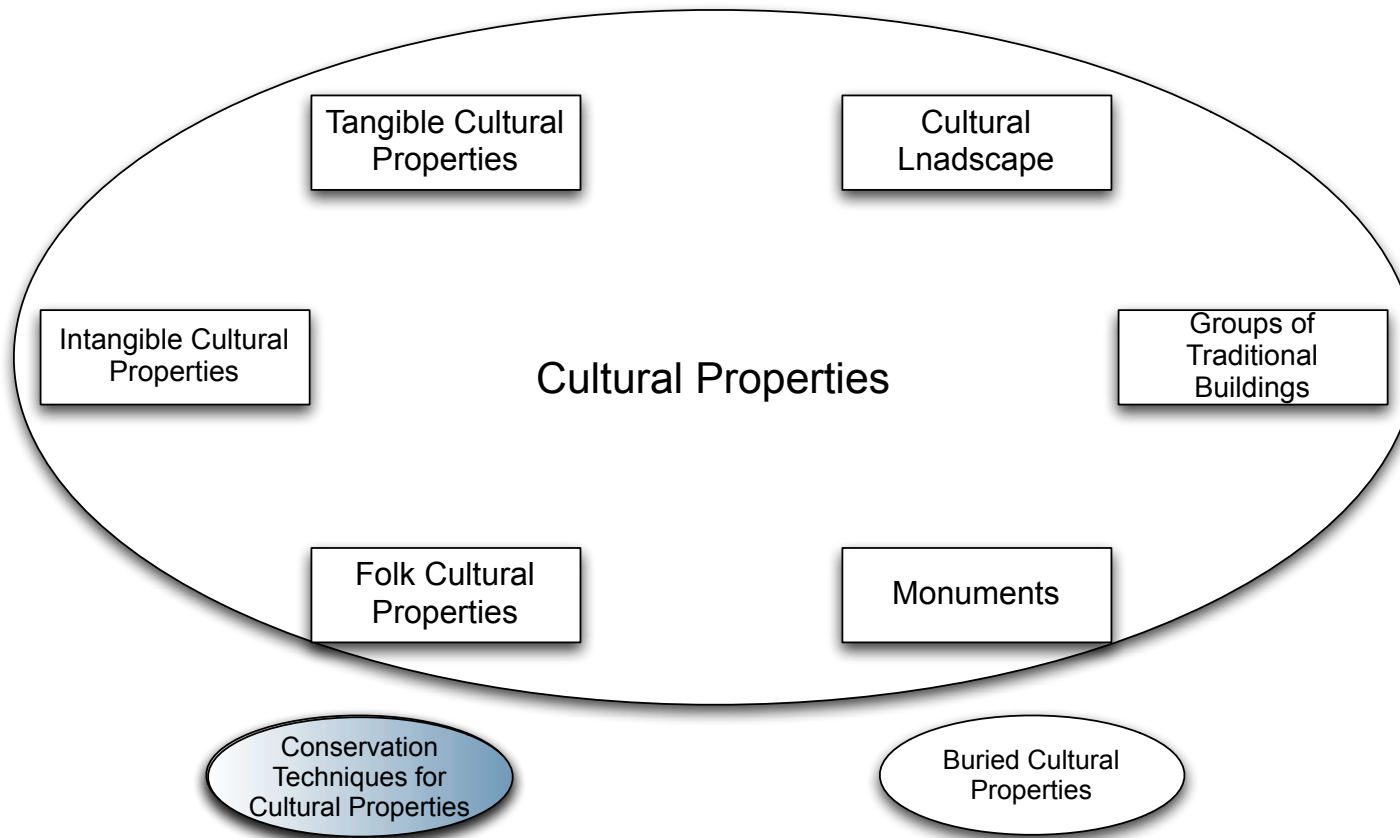 Tangible Cultural
Properties
Cultural
Lnadscape
Intangible Cultural
Properties
Cultural Properties
Groups of
Traditional
Buildings
Folk Cultural
Properties
Monuments
Conservation
Techniques for
Cultural Properties
Buried Cultural
Properties